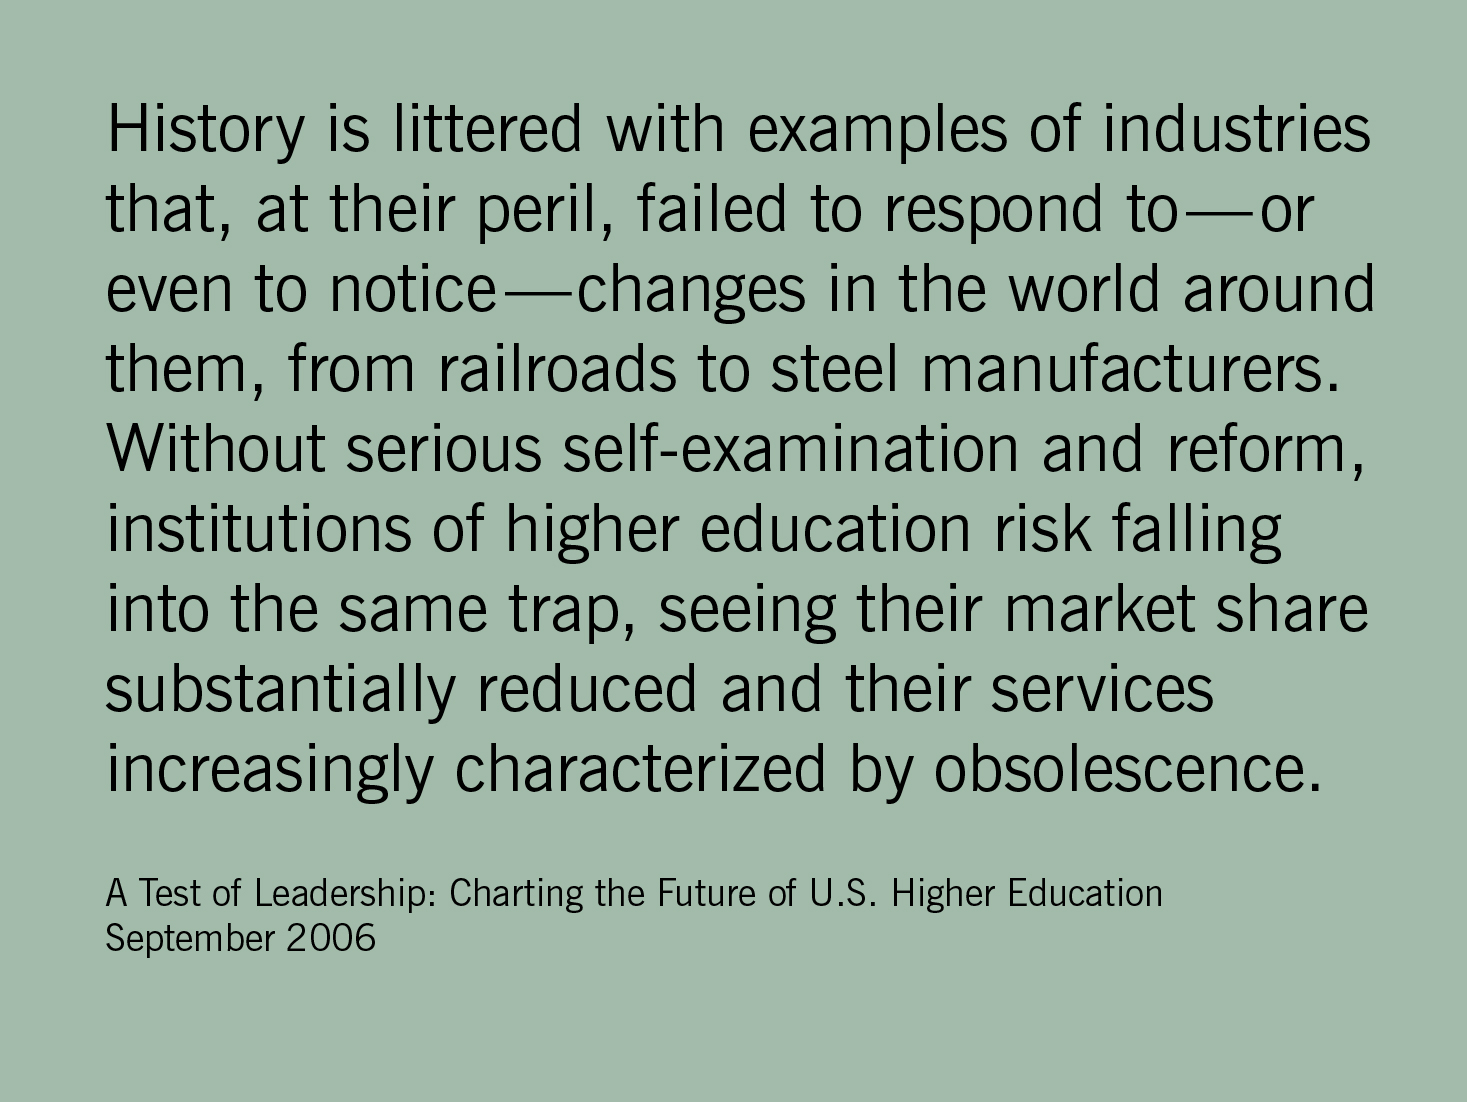 History is littered with examples of industries
that, at their peril, failed to respond to—or
even to notice—changes in the world around
them, from railroads to steel manufacturers.
Without serious self-examination and reform,
institutions of higher education risk falling
into the same trap, seeing their market share
substantially reduced and their services
increasingly characterized by obsolescence.
A Test of Leadership: Charting the Future of U.S. Higher Education
September 2006